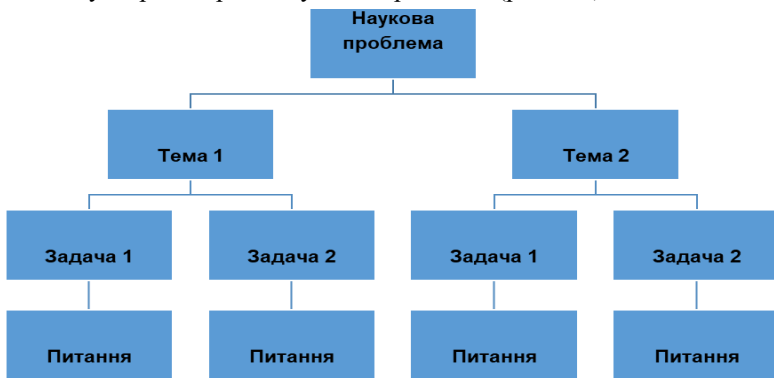 Наукова
проблема
Тема 1
Тема 2
Задача 1
Задача 2
Задача 1
Задача 2
Питання
Питання
Питання
Питання